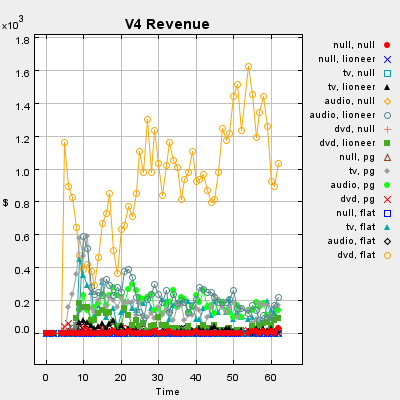 V4 Revenue
x10³
1.8
1.6
1.4
1.2
1.0
0.8
0.6
0.4
0.2
0.0
$
0 10 20 30 40 50 60
Time
null, null
null, lioneer
tv, null
tv, lioneer
audio, null
audio, lioneer
dvd, null
dvd, lioneer
null, pg
tv, pg
audio, pg
dvd, pg
null, flat
tv, flat
audio, flat
dvd, flat